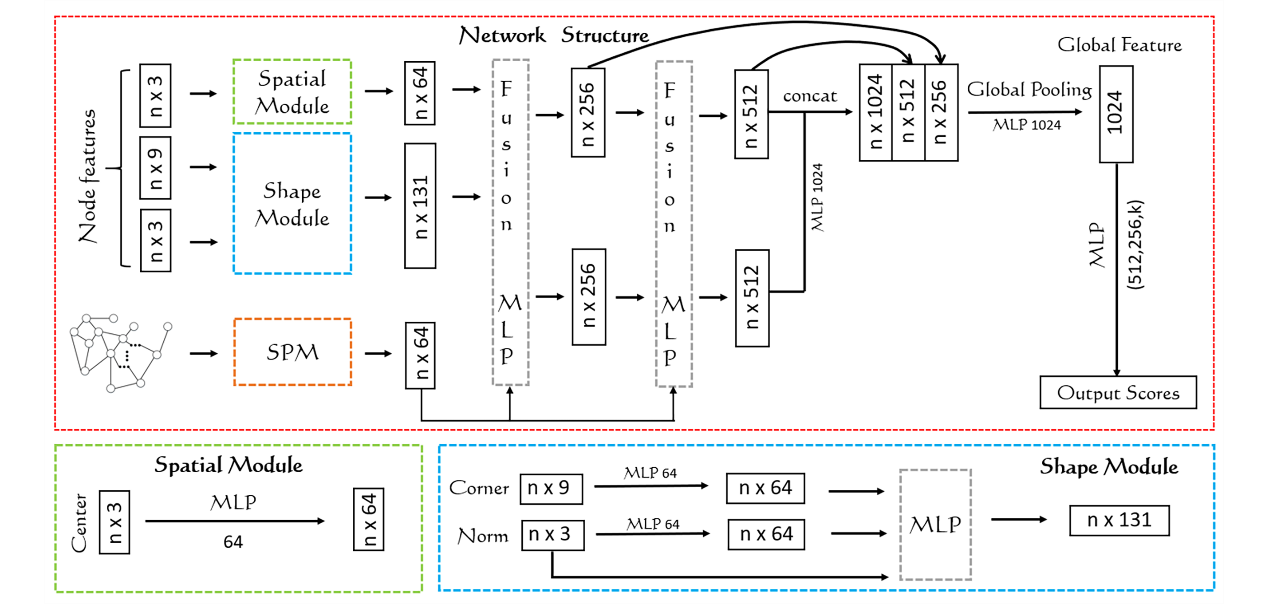 Network Structure
Node features
n x 3
n x 9
n x 3
Spatial
Module
Shape
Module
SPM
n x 64
n x 131
n x 64
Fusion MLP
n x 256
n x 256
Fusion MLP
n x 512
n x 512
concat
MLP 1024
n x 1024
n x 512
n x 256
Global Pooling
MLP 1024
Global Feature
1024
MLP
(512,256,k)
Output Scores
Spatial Module
Center
n x 3
MLP
64
n x 64
Shape Module
Corner
n x 9
MLP 64
n x 64
Norm
n x 3
MLP 64
n x 64
MLP
n x 131